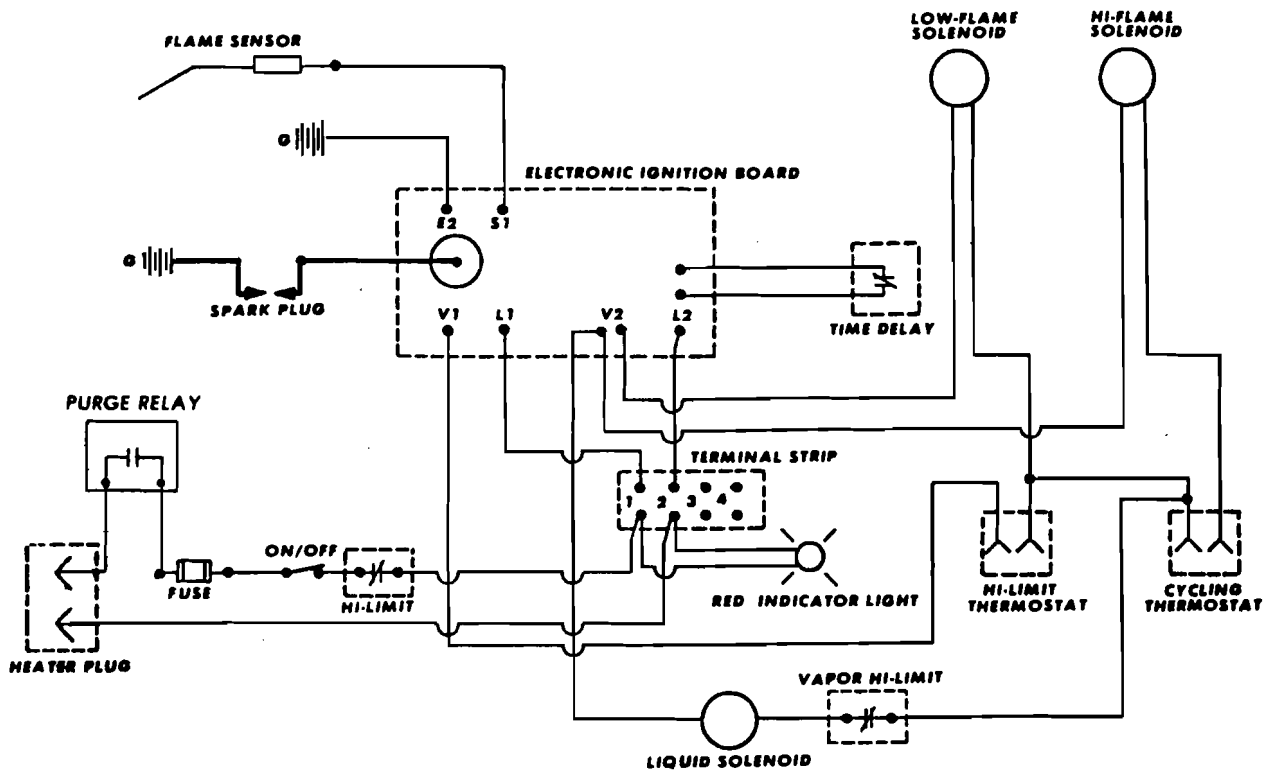 LOW-FLAME
SOLENOID
HI-FLAME
SOLENOID
FLAME SENSOR
G
ELECTRONIC IGNITION BOARD
E2
S1
G
SPARK PLUG
V1
L1
V2
L2
TIME DELAY
PURGE RELAY
TERMINAL STRIP
1
2
3
4
ON/OFF
FUSE
HI-LIMIT
RED INDICATOR LIGHT
HI-LIMIT
THERMOSTAT
CYCLING
THERMOSTAT
HEATER PLUG
VAPOR HI-LIMIT
LIQUID SOLENOID